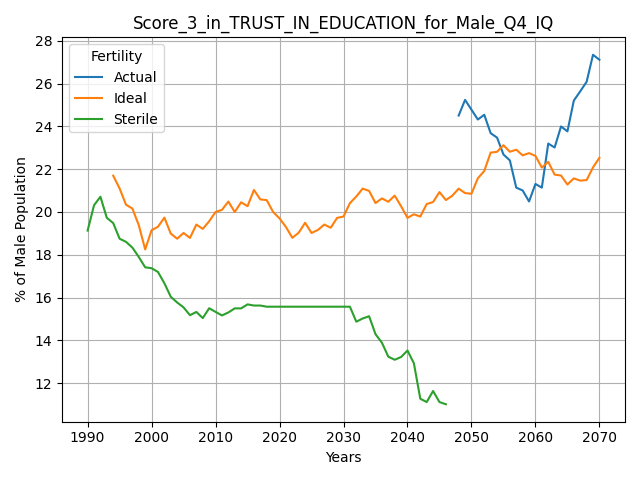 Score_3_in_TRUST_IN_EDUCATION_for_Male_Q4_IQ
Fertility
Actual
Ideal
Sterile
% of Male Population
28
26
24
22
20
18
16
14
12
1990 2000 2010 2020 2030 2040 2050 2060 2070
Years